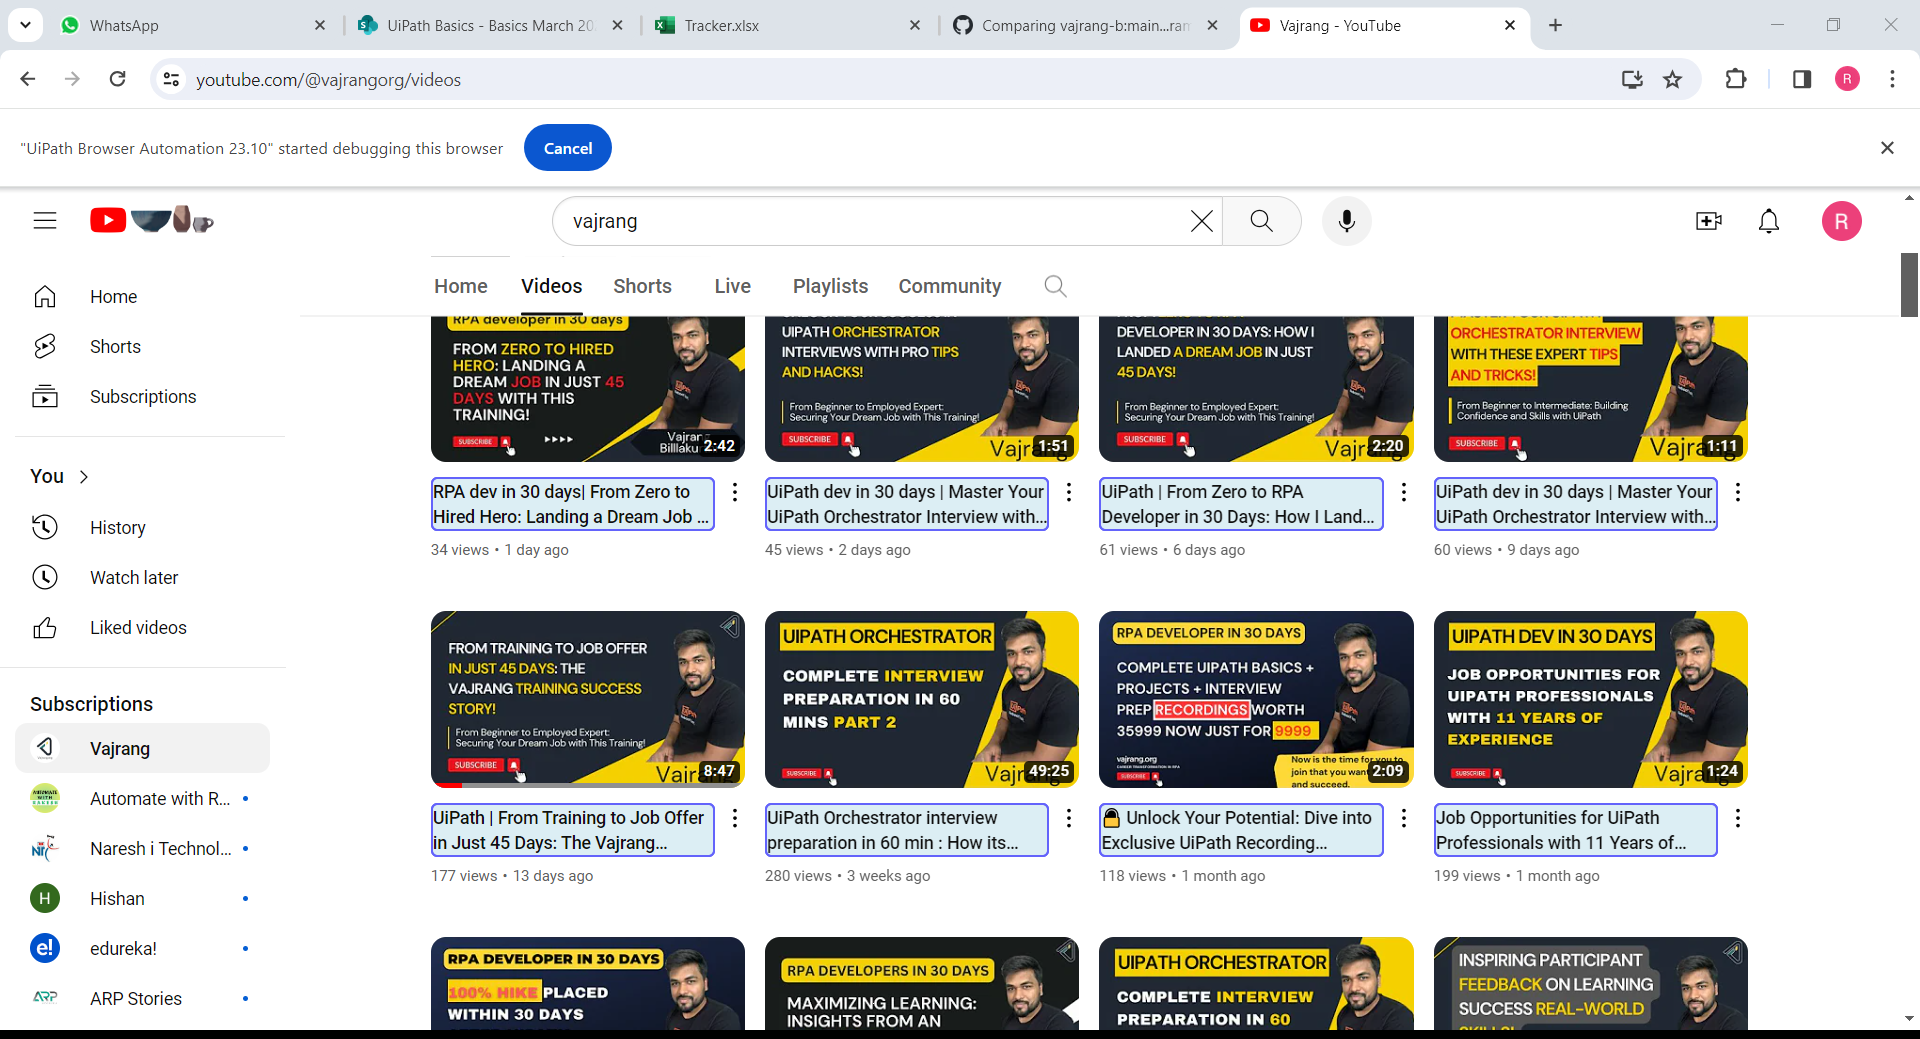 WhatsApp
UiPath Basics - Basics March 20
Tracker.xlsx
Comparing vajrang-b:main...ran
Vajrang - YouTube
youtube.com/@vajrangorg/videos
R
"UiPath Browser Automation 23.10" started debugging this browser
Cancel
vajrang
R
Home
Videos
Shorts
Live
Playlists
Community
Home
Shorts
Subscriptions
You
History
Watch later
Liked videos
Subscriptions
Vajrang
Automate with R...
Naresh i Technol...
H
Hishan
e!
edureka!
ARP
ARP Stories
RPA developer in 30 days
FROM ZERO TO HIRED
HERO: LANDING A
DREAM JOB IN JUST 45
DAYS WITH THIS
TRAINING!
SUBSCRIBE
Vajrang
Billlaku
2:42
RPA dev in 30 days| From Zero to
Hired Hero: Landing a Dream Job ...
34 views • 1 day ago
UIPATH ORCHESTRATOR
INTERVIEWS WITH PRO TIPS
AND HACKS!
From Beginner to Employed Expert:
Securing Your Dream Job with This Training!
SUBSCRIBE
Vajrang
1:51
UiPath dev in 30 days | Master Your
UiPath Orchestrator Interview with...
45 views • 2 days ago
DEVELOPER IN 30 DAYS: HOW I
LANDED A DREAM JOB IN JUST
45 DAYS!
From Beginner to Employed Expert:
Securing Your Dream Job with This Training!
SUBSCRIBE
Vajrang
2:20
UiPath | From Zero to RPA
Developer in 30 Days: How I Land...
61 views • 6 days ago
ORCHESTRATOR INTERVIEW
WITH THESE EXPERT TIPS
AND TRICKS!
From Beginner to Intermediate: Building
Confidence and Skills with UiPath
SUBSCRIBE
Vajrang
1:11
UiPath dev in 30 days | Master Your
UiPath Orchestrator Interview with...
60 views • 9 days ago
FROM TRAINING TO JOB OFFER
IN JUST 45 DAYS: THE
VAJRANG TRAINING SUCCESS
STORY!
From Beginner to Employed Expert:
Securing Your Dream Job with This Training!
SUBSCRIBE
Vajrang
8:47
UiPath | From Training to Job Offer
in Just 45 Days: The Vajrang...
177 views • 13 days ago
UIPATH ORCHESTRATOR
COMPLETE INTERVIEW
PREPARATION IN 60
MINS PART 2
SUBSCRIBE
Vajrang
49:25
UiPath Orchestrator interview
preparation in 60 min : How its...
280 views • 3 weeks ago
RPA DEVELOPER IN 30 DAYS
COMPLETE UIPATH BASICS +
PROJECTS + INTERVIEW
PREP RECORDINGS WORTH
35999 NOW JUST FOR 9999
vajrang.org
SUBSCRIBE
Now is the time for you to
join that you want
and succeed.
2:09
🔒 Unlock Your Potential: Dive into
Exclusive UiPath Recording...
118 views • 1 month ago
UIPATH DEV IN 30 DAYS
JOB OPPORTUNITIES FOR
UIPATH PROFESSIONALS
WITH 11 YEARS OF
EXPERIENCE
SUBSCRIBE
Vajrang
1:24
Job Opportunities for UiPath
Professionals with 11 Years of...
199 views • 1 month ago
RPA DEVELOPER IN 30 DAYS
100% HIKE PLACED
WITHIN 30 DAYS
RPA DEVELOPERS IN 30 DAYS
MAXIMIZING LEARNING:
INSIGHTS FROM AN
UIPATH ORCHESTRATOR
COMPLETE INTERVIEW
PREPARATION IN 60
INSPIRING PARTICIPANT
FEEDBACK ON LEARNING
SUCCESS REAL-WORLD